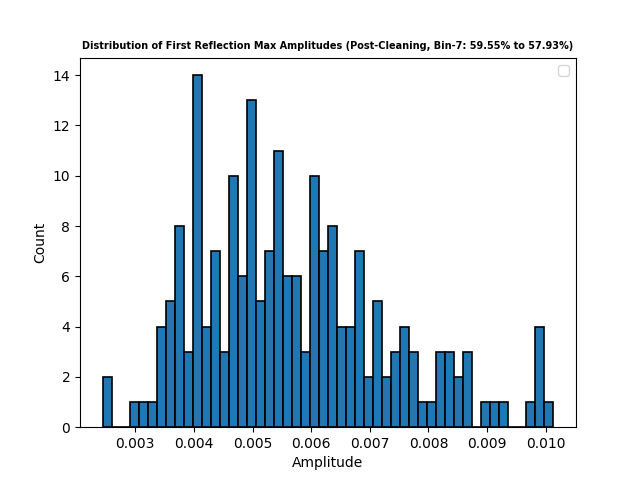 Distribution of First Reflection Max Amplitudes (Post-Cleaning, Bin-7: 59.55% to 57.93%)
14
12
10
8
6
4
2
0
Count
0.003 0.004 0.005 0.006 0.007 0.008 0.009 0.010
Amplitude